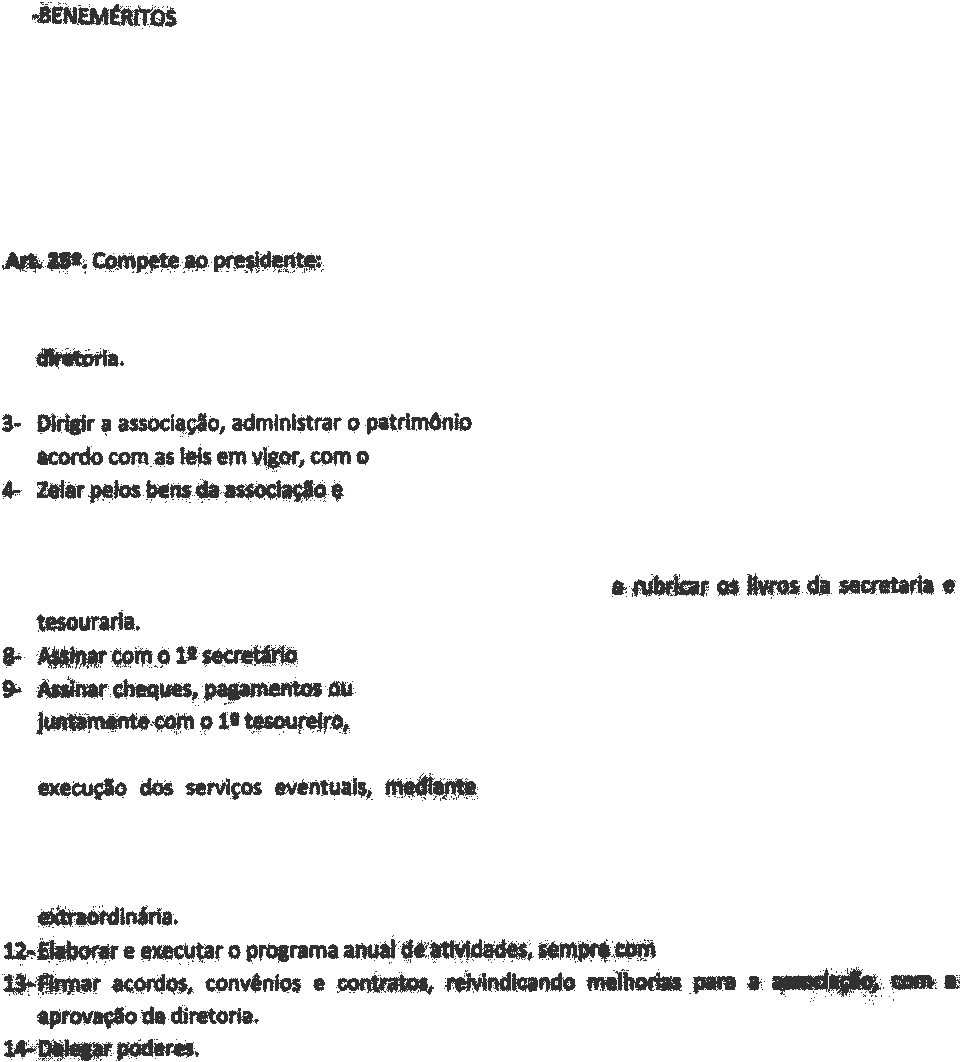 -BENEMÉRITOS
Art. 25º. Compete ao presidente:
diretoria.
3- Dirigir a associação, administrar o patrimônio
acordo com as leis em vigor, com o
4- Zelar pelos bens da associação e
e rubricar os livros da secretaria e
tesouraria.
8- Assinar com o 1º secretário
9- Assinar cheques, pagamentos ou
juntamente com o 1º tesoureiro,
execução dos serviços eventuais, mediante
extraordinária.
12- Elaborar e executar o programa anual de atividades, sempre com
13- Firmar acordos, convênios e contratos, reivindicando melhorias para a associação, com a
aprovação da diretoria.
14- Delegar poderes.